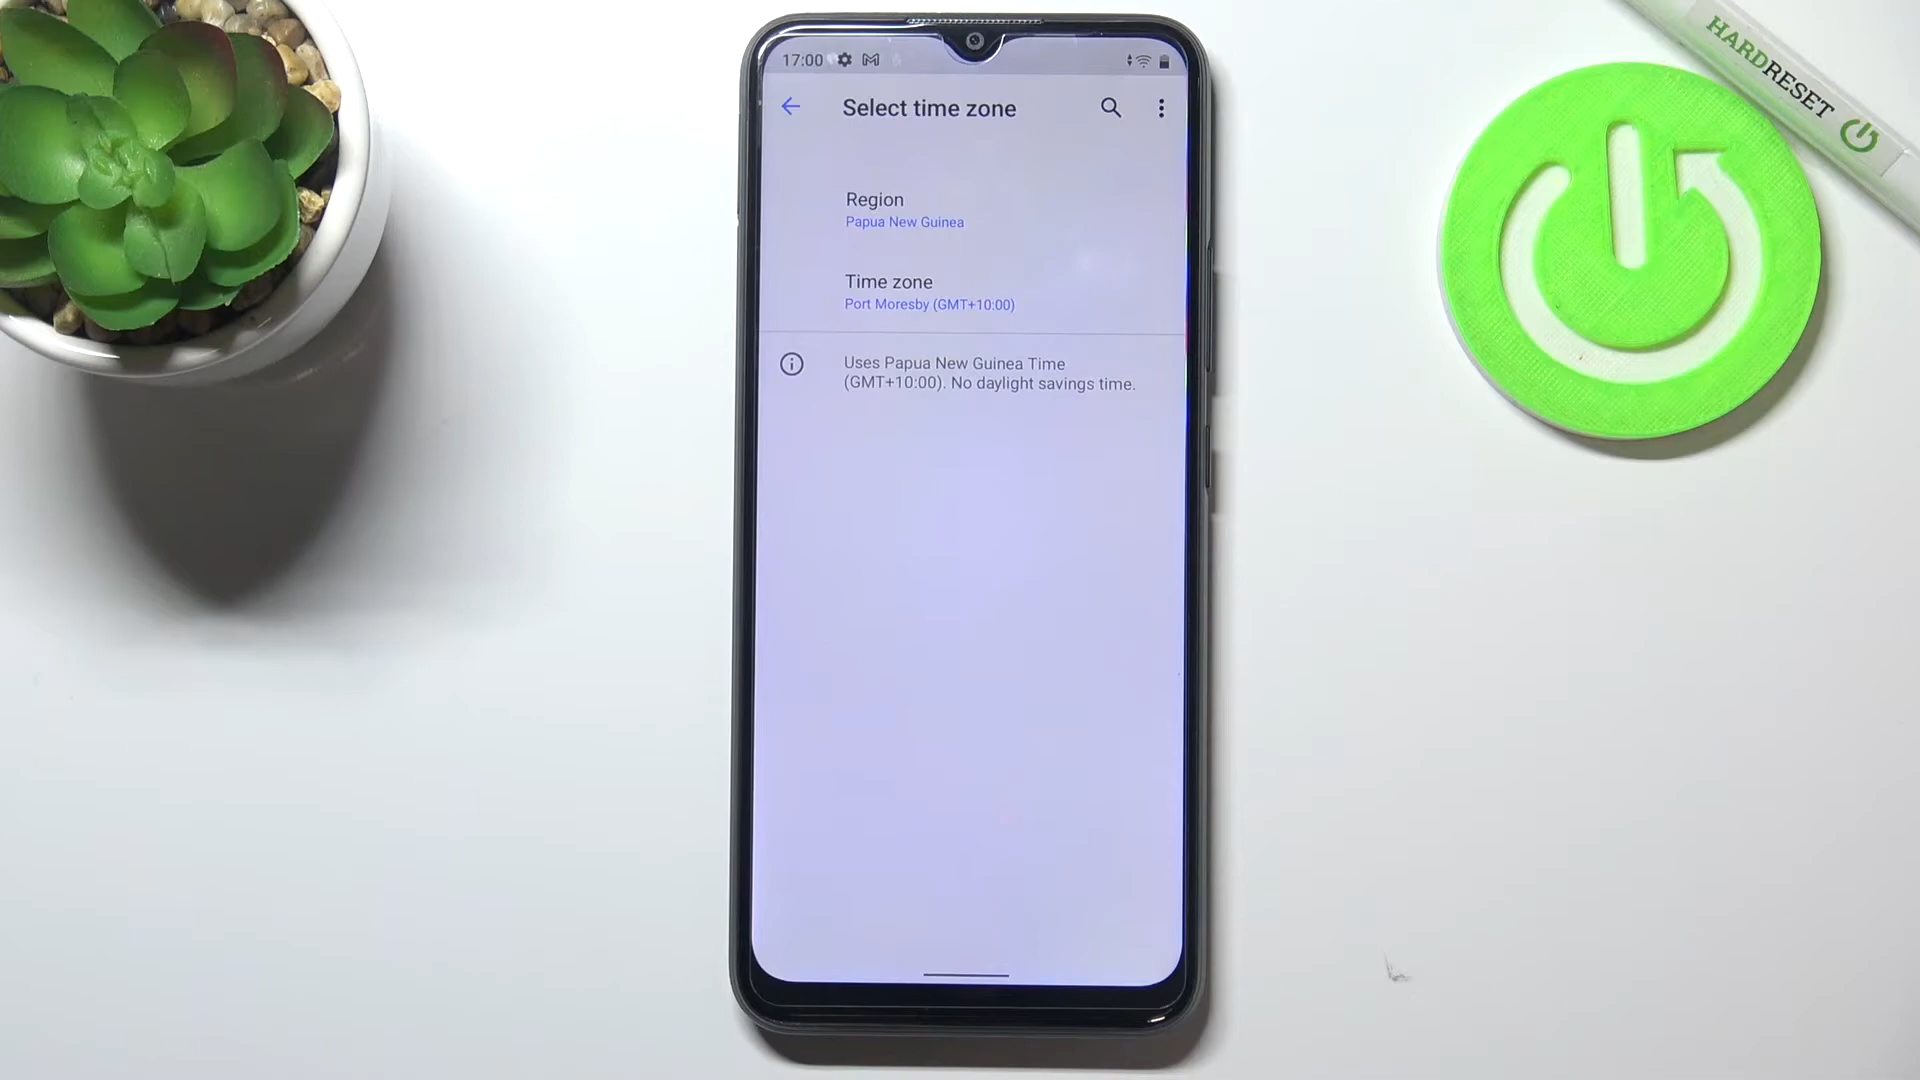 17:00
Select time zone
Region
Papua New Guinea
Time zone
Port Moresby (GMT+10:00)
Uses Papua New Guinea Time
(GMT+10:00). No daylight savings time.
HARDRESET